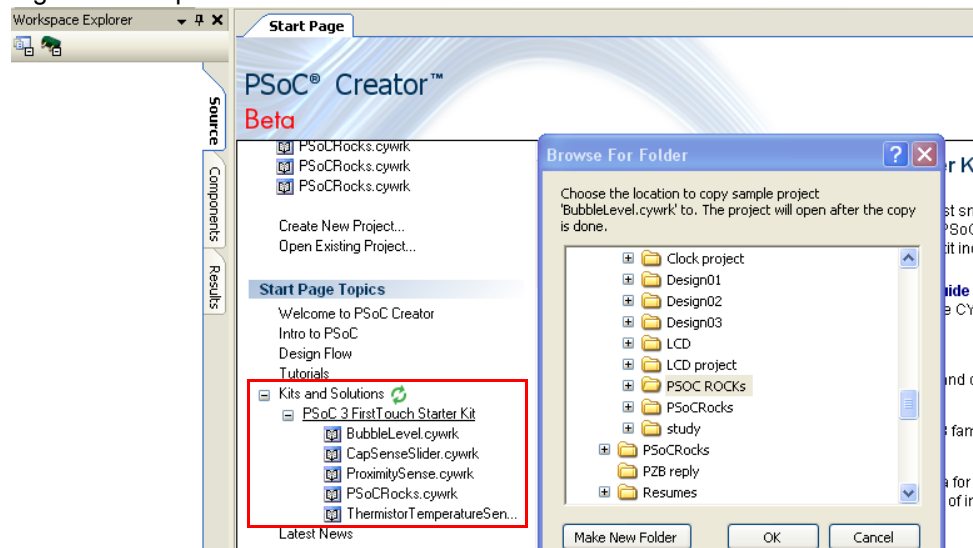 Workspace Explorer
Start Page
PSoC® Creator™
Beta
Source
Components
Results
PSoCRocks.cywrk
PSoCRocks.cywrk
PSoCRocks.cywrk
Create New Project...
Open Existing Project...
Start Page Topics
Welcome to PSoC Creator
Intro to PSoC
Design Flow
Tutorials
Kits and Solutions
PSoC 3 FirstTouch Starter Kit
BubbleLevel.cywrk
CapSenseSlider.cywrk
ProximitySense.cywrk
PSoCRocks.cywrk
ThermistorTemperatureSen...
Latest News
Browse For Folder
Choose the location to copy sample project
'BubbleLevel.cywrk' to. The project will open after the copy
is done.
Clock project
Design01
Design02
Design03
LCD
LCD project
PSOC ROCKs
PSoCRocks
study
PSoCRocks
PZB reply
Resumes
Make New Folder
OK
Cancel